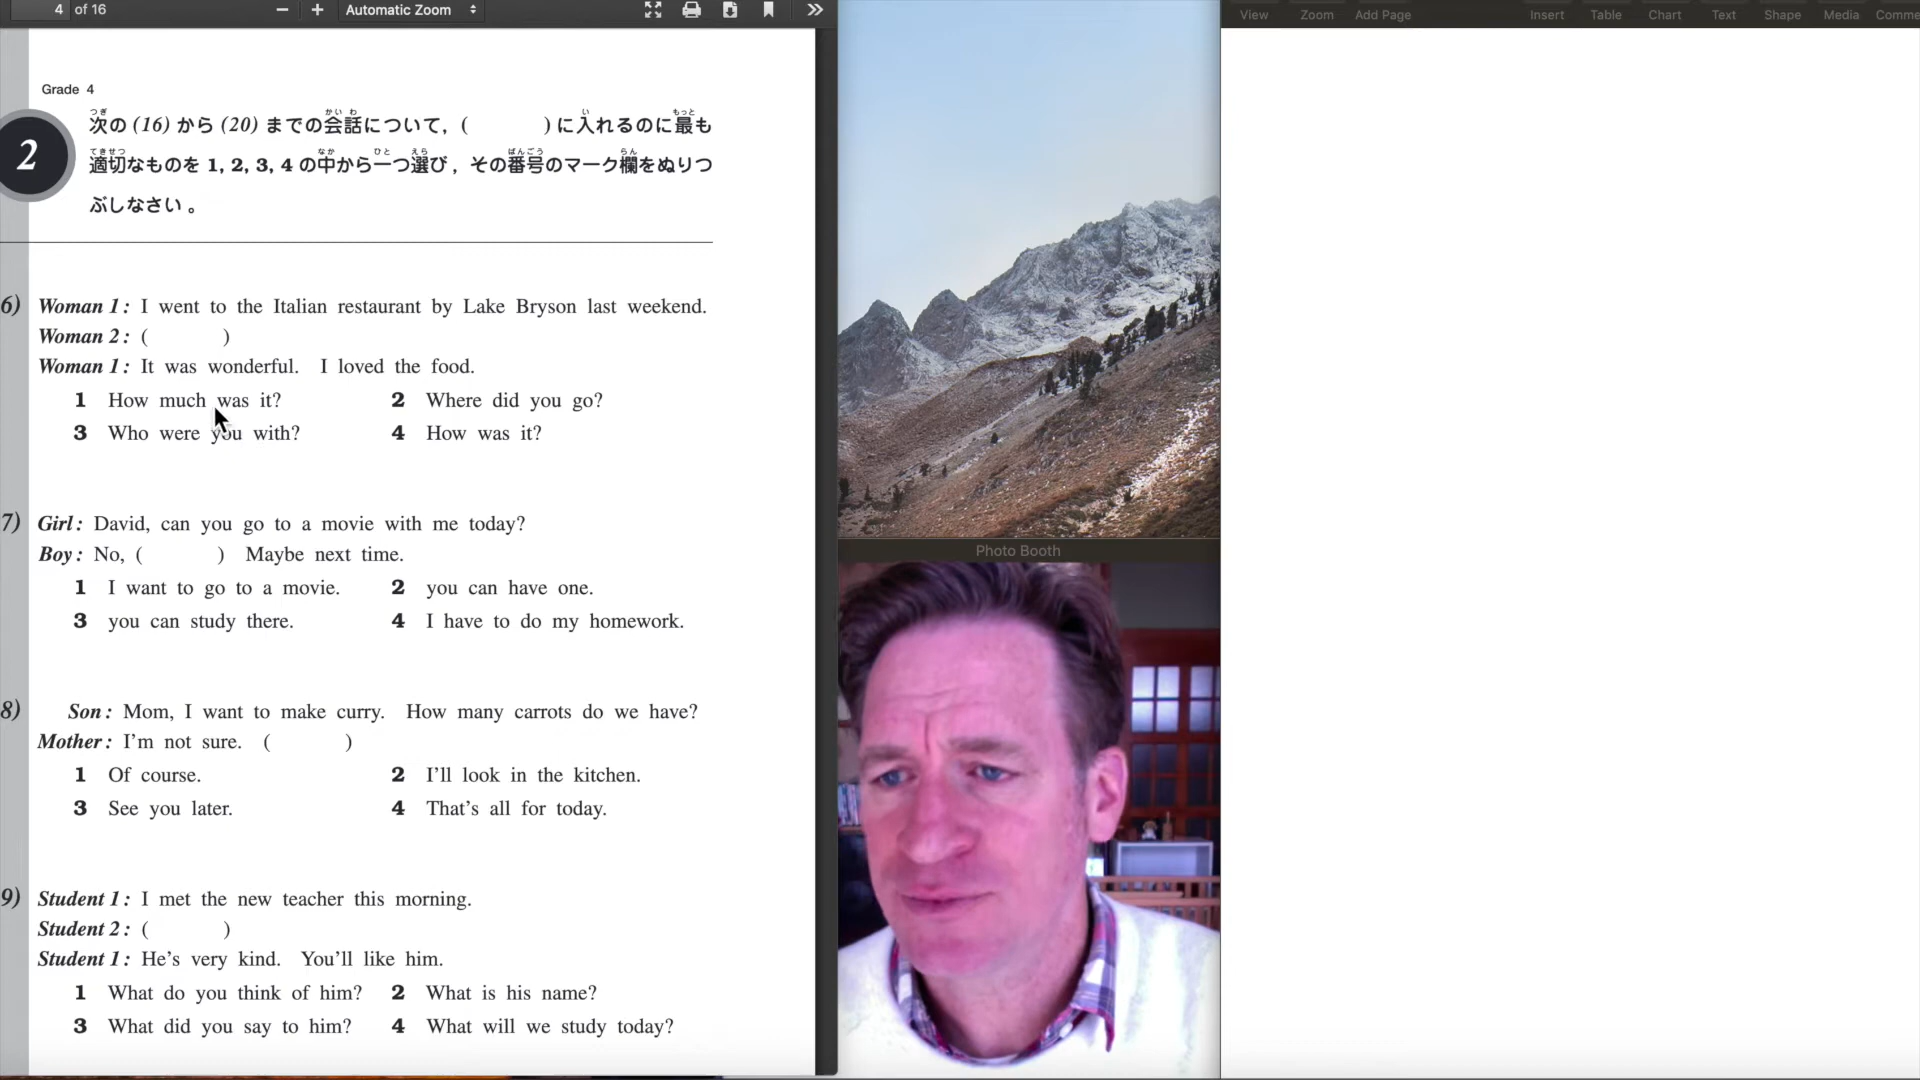 4 of 16
Automatic Zoom
View Zoom Add Page Insert Table Chart Text Shape Media Comme
Grade 4
2
次の (16) から (20) までの会話について, ( ) に入れるのに最も
適切なものを 1, 2, 3, 4 の中から一つ選び, その番号のマーク欄をぬりつ
ぶしなさい。
6) Woman 1 : I went to the Italian restaurant by Lake Bryson last weekend.
Woman 2 : ( )
Woman 1 : It was wonderful. I loved the food.
1 How much was it? 2 Where did you go?
3 Who were you with? 4 How was it?
7) Girl : David, can you go to a movie with me today?
Boy : No, ( ) Maybe next time.
1 I want to go to a movie. 2 you can have one.
3 you can study there. 4 I have to do my homework.
8) Son : Mom, I want to make curry. How many carrots do we have?
Mother : I'm not sure. ( )
1 Of course. 2 I'll look in the kitchen.
3 See you later. 4 That's all for today.
9) Student 1 : I met the new teacher this morning.
Student 2 : ( )
Student 1 : He's very kind. You'll like him.
1 What do you think of him? 2 What is his name?
3 What did you say to him? 4 What will we study today?
Photo Booth